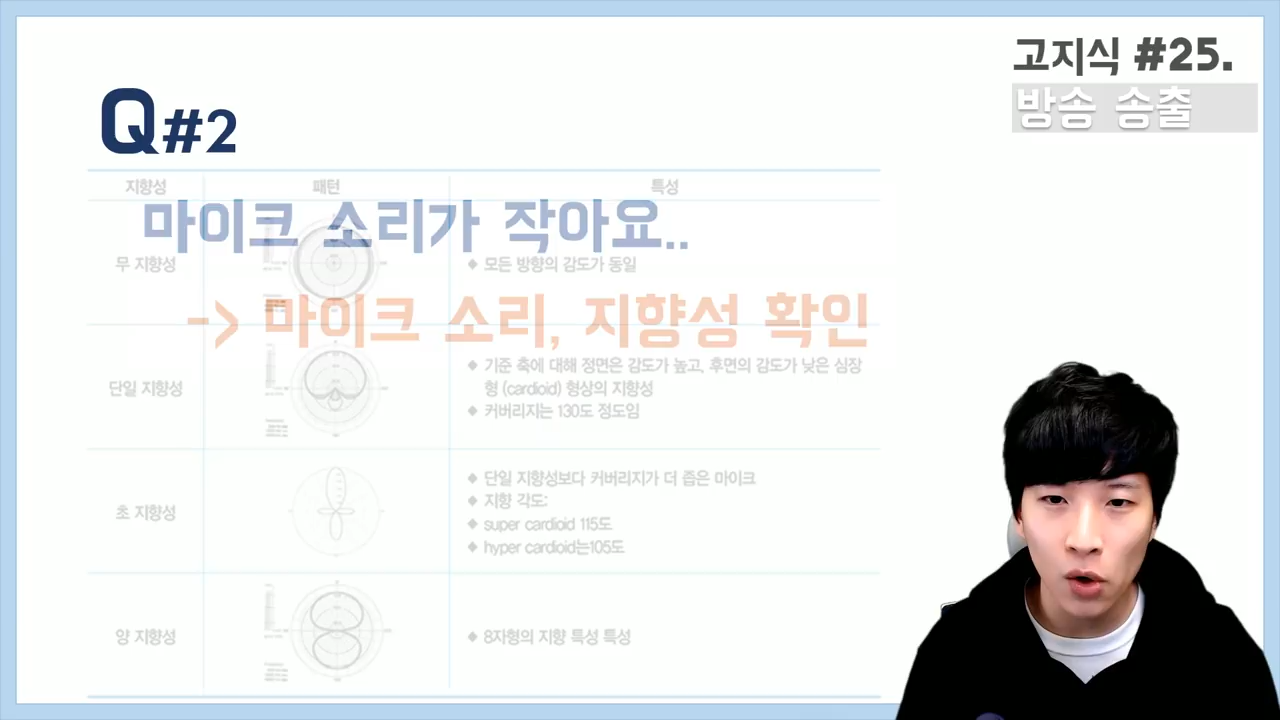 고지식 #25.
방송 송출
Q#2
마이크 소리가 작아요..
-> 마이크 소리, 지향성 확인
지향성 패턴 특성
무 지향성
◆ 모든 방향의 감도가 동일
단일 지향성
◆ 기준 축에 대해 정면은 감도가 높고, 후면의 감도가 낮은 심장
형 (cardioid) 형상의 지향성
◆ 커버리지는 130도 정도임
초 지향성
◆ 단일 지향성보다 커버리지가 더 좁은 마이크
◆ 지향 각도:
◆ super cardioid 115도
◆ hyper cardioid는105도
양 지향성
◆ 8자형의 지향 특성 특성